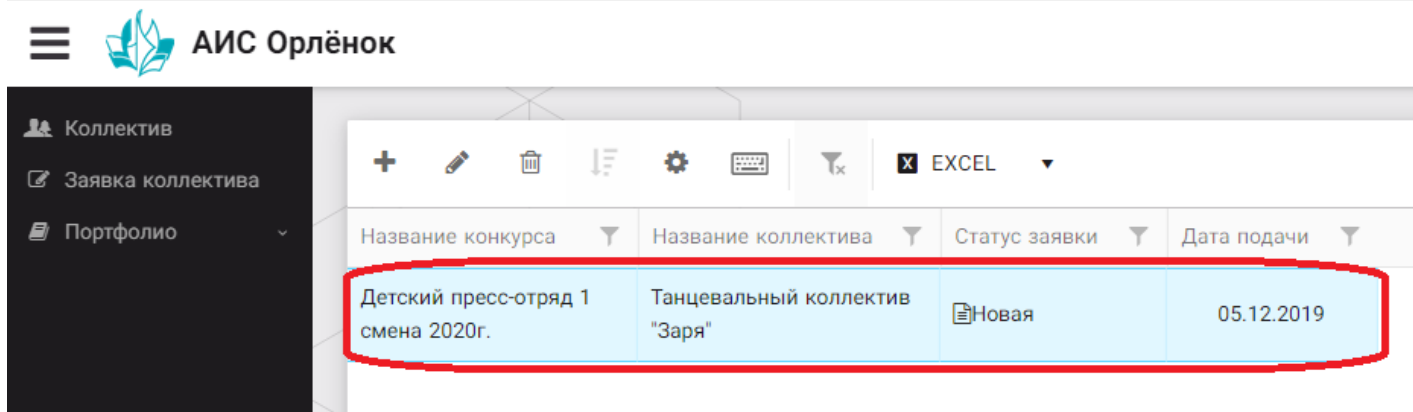 АИС Орлёнок
Коллектив
Заявка коллектива
Портфолио
X EXCEL
Название конкурса Название коллектива Статус заявки Дата подачи
Детский пресс-отряд 1 Танцевальный коллектив Новая 05.12.2019
смена 2020г. "Заря"